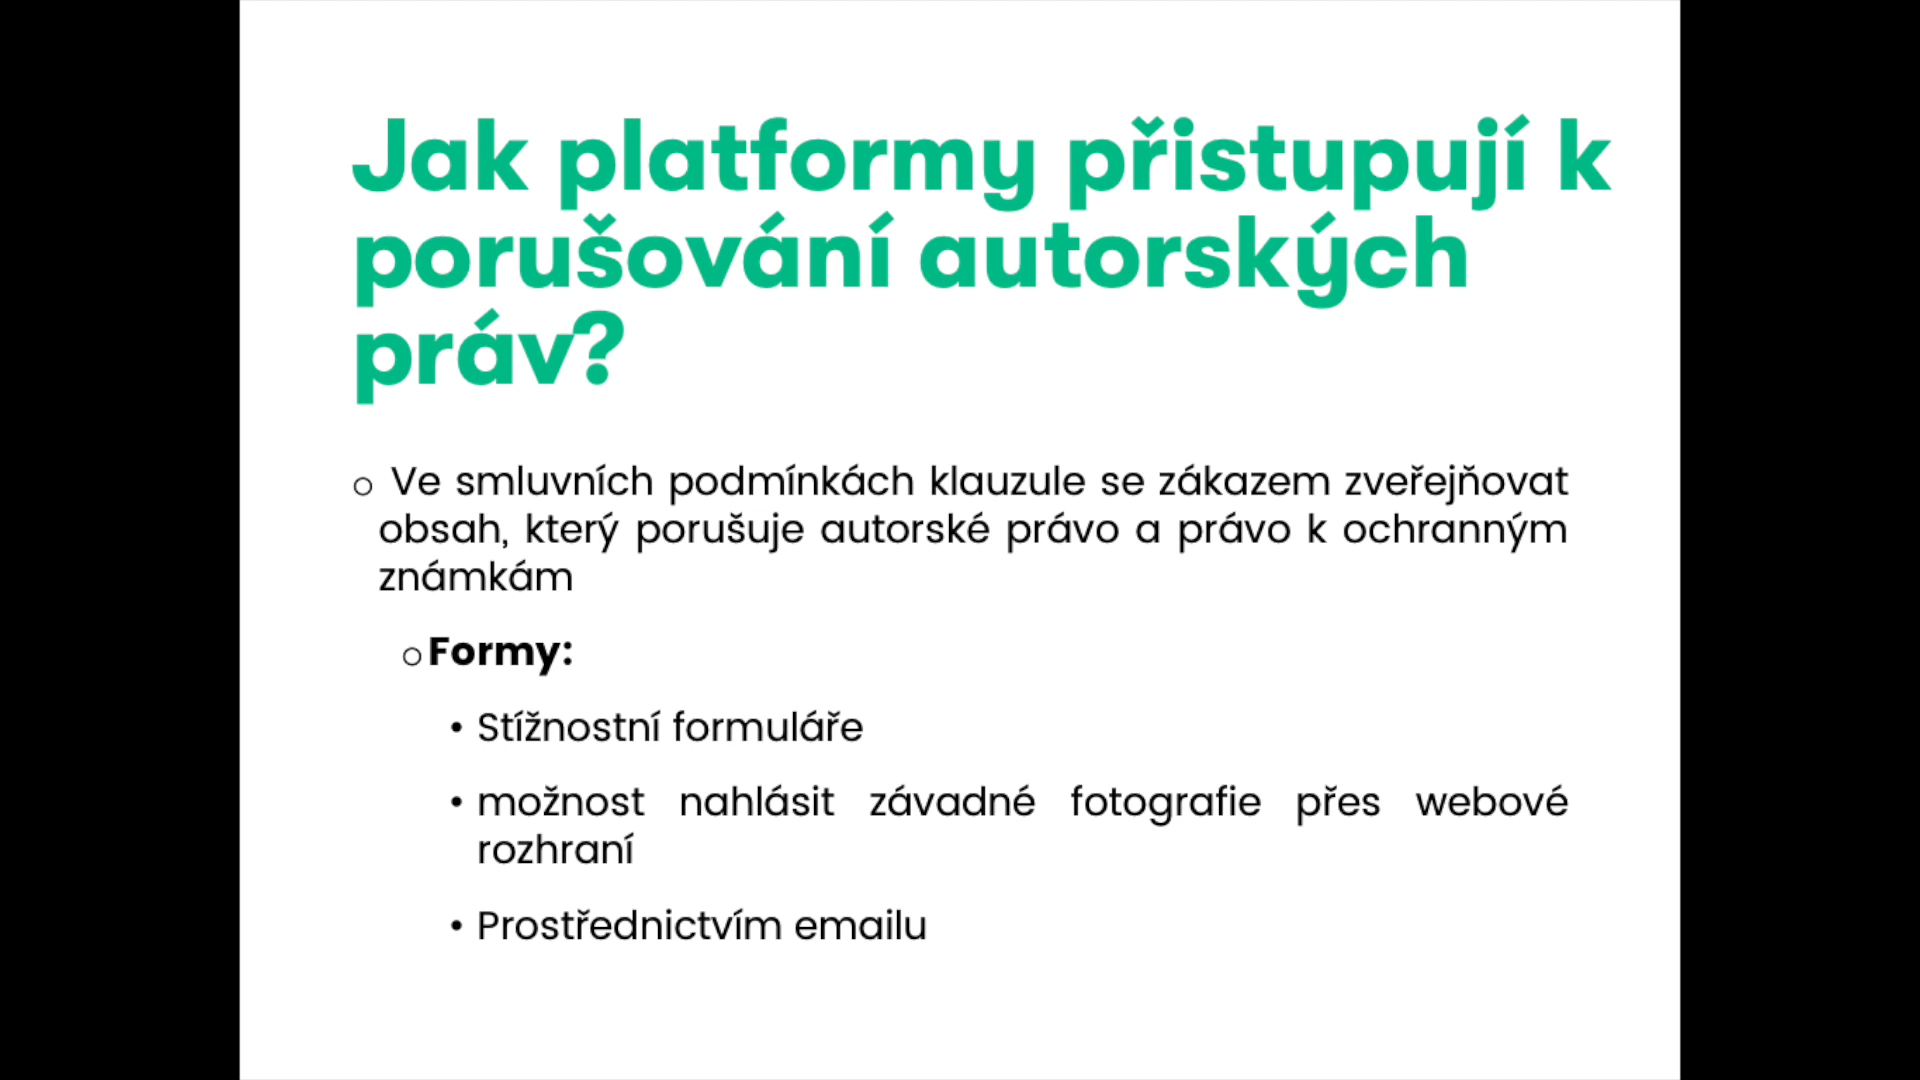 Jak platformy přistupují k
porušování autorských
práv?
o Ve smluvních podmínkách klauzule se zákazem zveřejňovat
obsah, který porušuje autorské právo a právo k ochranným
známkám
o Formy:
• Stížnostní formuláře
• možnost nahlásit závadné fotografie přes webové
rozhraní
• Prostřednictvím emailu